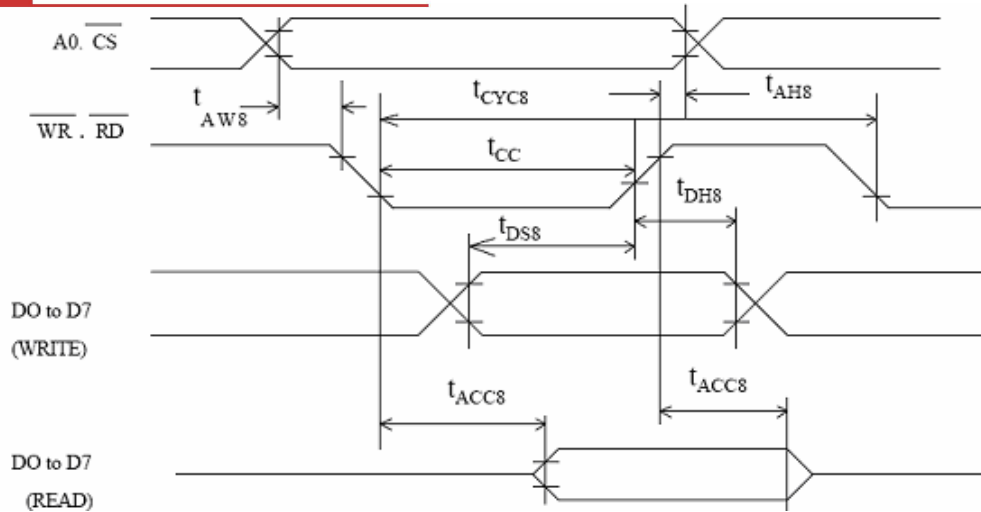 A0. CS
t AW8
tCYC8
tAH8
WR . RD
tCC
tDH8
tDS8
DO to D7
(WRITE)
tACC8
tACC8
DO to D7
(READ)